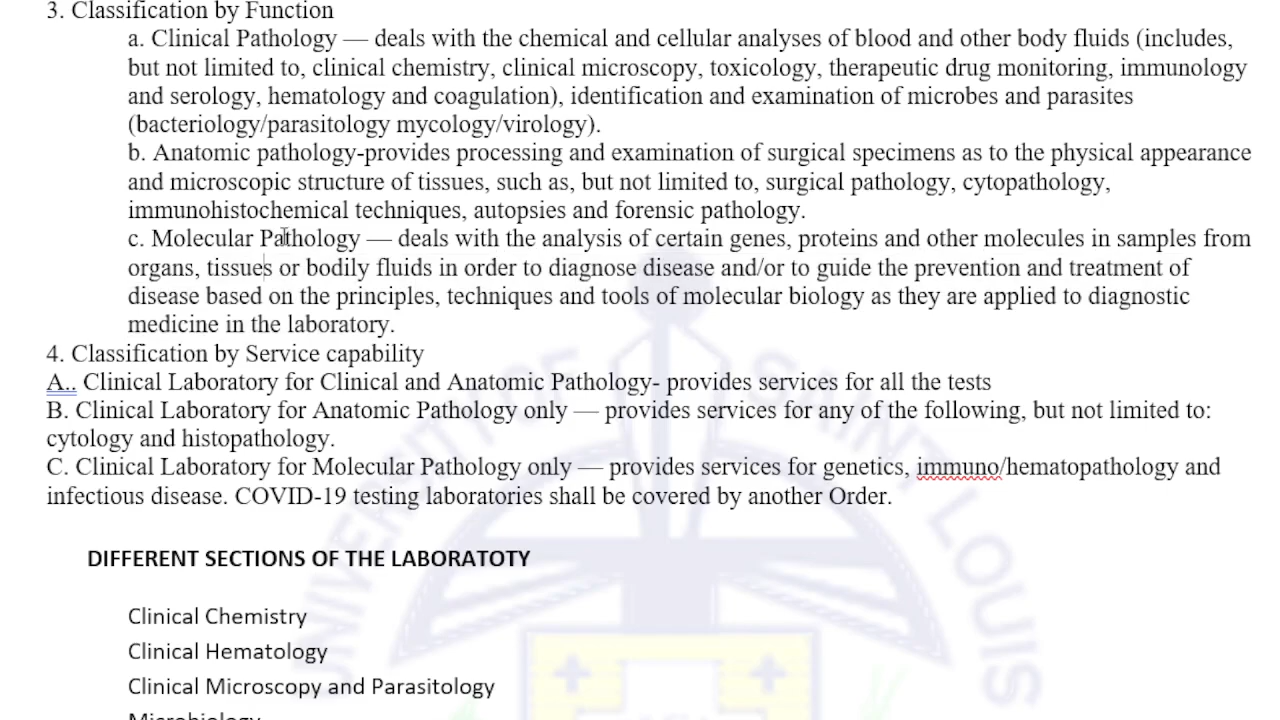 3. Classification by Function
a. Clinical Pathology — deals with the chemical and cellular analyses of blood and other body fluids (includes,
but not limited to, clinical chemistry, clinical microscopy, toxicology, therapeutic drug monitoring, immunology
and serology, hematology and coagulation), identification and examination of microbes and parasites
(bacteriology/parasitology mycology/virology).
b. Anatomic pathology-provides processing and examination of surgical specimens as to the physical appearance
and microscopic structure of tissues, such as, but not limited to, surgical pathology, cytopathology,
immunohistochemical techniques, autopsies and forensic pathology.
c. Molecular Pathology — deals with the analysis of certain genes, proteins and other molecules in samples from
organs, tissues or bodily fluids in order to diagnose disease and/or to guide the prevention and treatment of
disease based on the principles, techniques and tools of molecular biology as they are applied to diagnostic
medicine in the laboratory.
4. Classification by Service capability
A.. Clinical Laboratory for Clinical and Anatomic Pathology- provides services for all the tests
B. Clinical Laboratory for Anatomic Pathology only — provides services for any of the following, but not limited to:
cytology and histopathology.
C. Clinical Laboratory for Molecular Pathology only — provides services for genetics, immuno/hematopathology and
infectious disease. COVID-19 testing laboratories shall be covered by another Order.
DIFFERENT SECTIONS OF THE LABORATOTY
Clinical Chemistry
Clinical Hematology
Clinical Microscopy and Parasitology
Microbiology
UNIVERSITY OF SAINT LOUIS